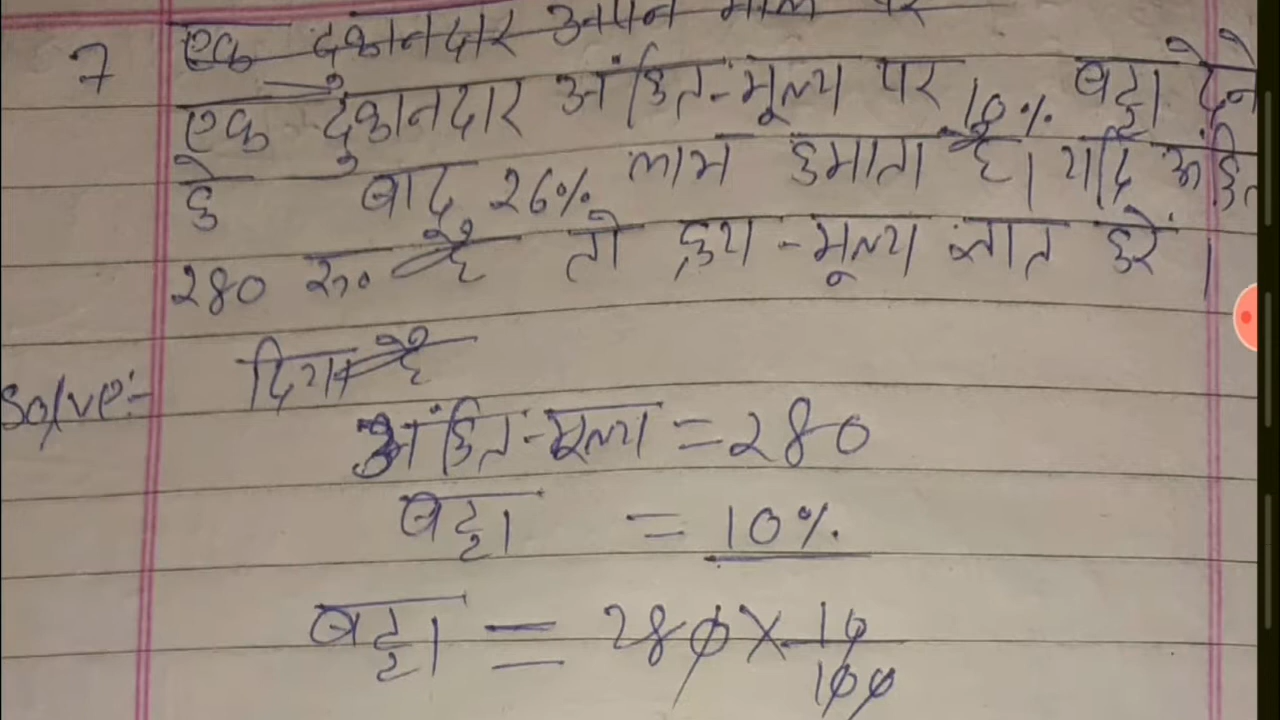 एक दुकानदार अपने माल पर
7 एक दुकानदार अंकित-मूल्य पर 10% बट्टा देने
के बाद 26% लाभ कमाता है। यदि अंकित
280 रु० है तो क्रय-मूल्य ज्ञात करें।
Solve:- दिया है
अंकित-मूल्य = 280
बट्टा = 10%
बट्टा = 280 × 10/100